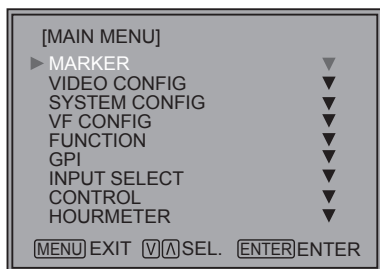 [MAIN MENU]
▶ MARKER ▼
VIDEO CONFIG ▼
SYSTEM CONFIG ▼
VF CONFIG ▼
FUNCTION ▼
GPI ▼
INPUT SELECT ▼
CONTROL ▼
HOURMETER ▼
MENU EXIT V Λ SEL. ENTER ENTER